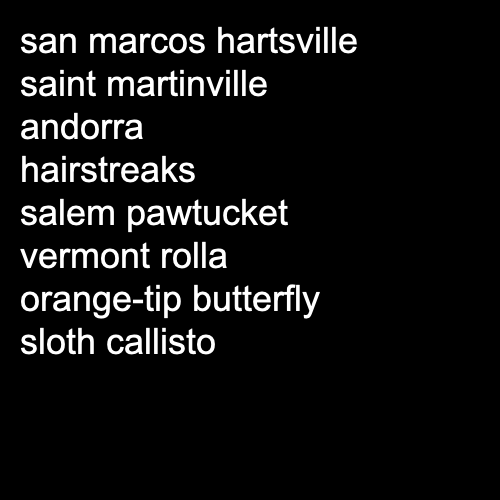 san marcos hartsville
saint martinville
andorra
hairstreaks
salem pawtucket
vermont rolla
orange-tip butterfly
sloth callisto